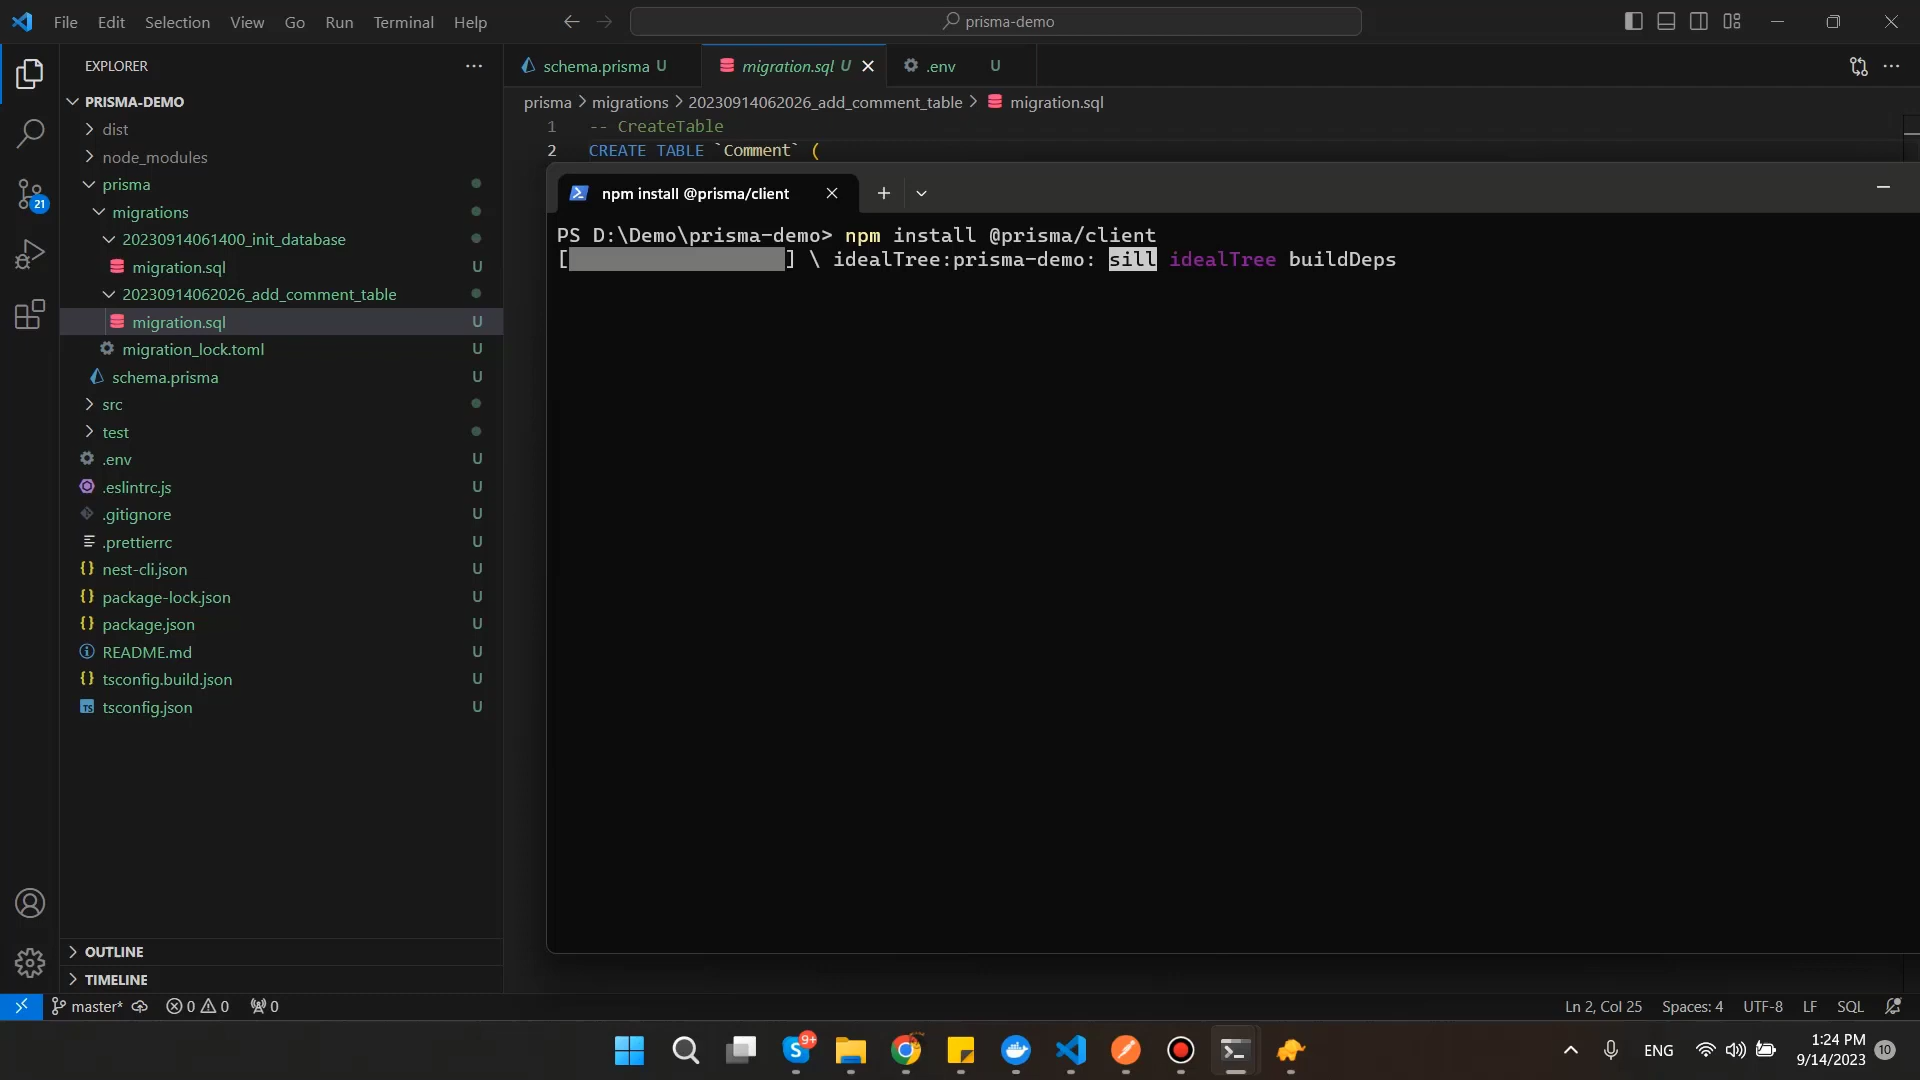 File Edit Selection View Go Run Terminal Help
prisma-demo
EXPLORER
PRISMA-DEMO
dist
node_modules
prisma
migrations
20230914061400_init_database
migration.sql U
20230914062026_add_comment_table
migration.sql U
migration_lock.toml U
schema.prisma U
src
test
.env U
.eslintrc.js U
.gitignore U
.prettierrc U
nest-cli.json U
package-lock.json U
package.json U
README.md U
tsconfig.build.json U
tsconfig.json U
OUTLINE
TIMELINE
21
schema.prisma U migration.sql U .env U
prisma > migrations > 20230914062026_add_comment_table > migration.sql
1 -- CreateTable
2 CREATE TABLE `Comment` (
npm install @prisma/client
PS D:\Demo\prisma-demo> npm install @prisma/client
[ ] \ idealTree:prisma-demo: sill idealTree buildDeps
master* 0 0 0
Ln 2, Col 25 Spaces: 4 UTF-8 LF SQL
9+
ENG
1:24 PM
9/14/2023
10